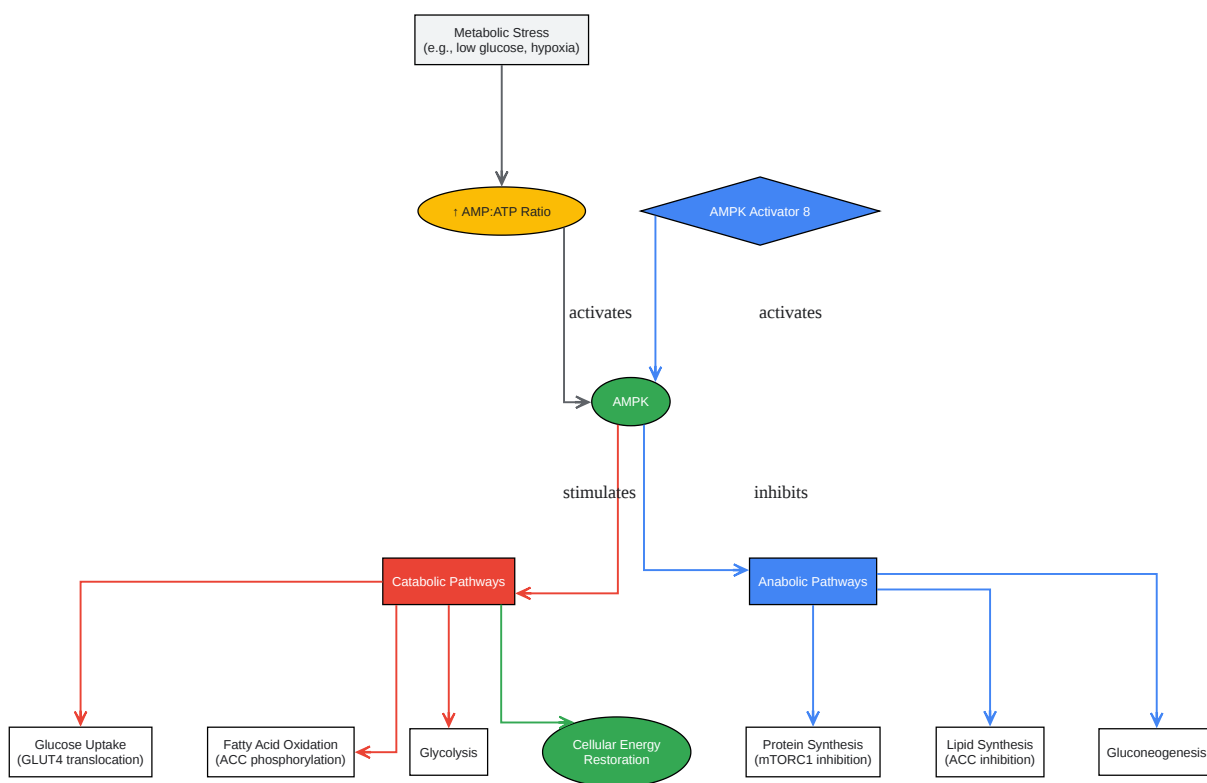 Metabolic Stress
(e.g., low glucose, hypoxia)
↑ AMP:ATP Ratio
AMPK Activator 8
activates
activates
AMPK
stimulates
inhibits
Catabolic Pathways
Anabolic Pathways
Glucose Uptake
(GLUT4 translocation)
Fatty Acid Oxidation
(ACC phosphorylation)
Glycolysis
Cellular Energy
Restoration
Protein Synthesis
(mTORC1 inhibition)
Lipid Synthesis
(ACC inhibition)
Gluconeogenesis